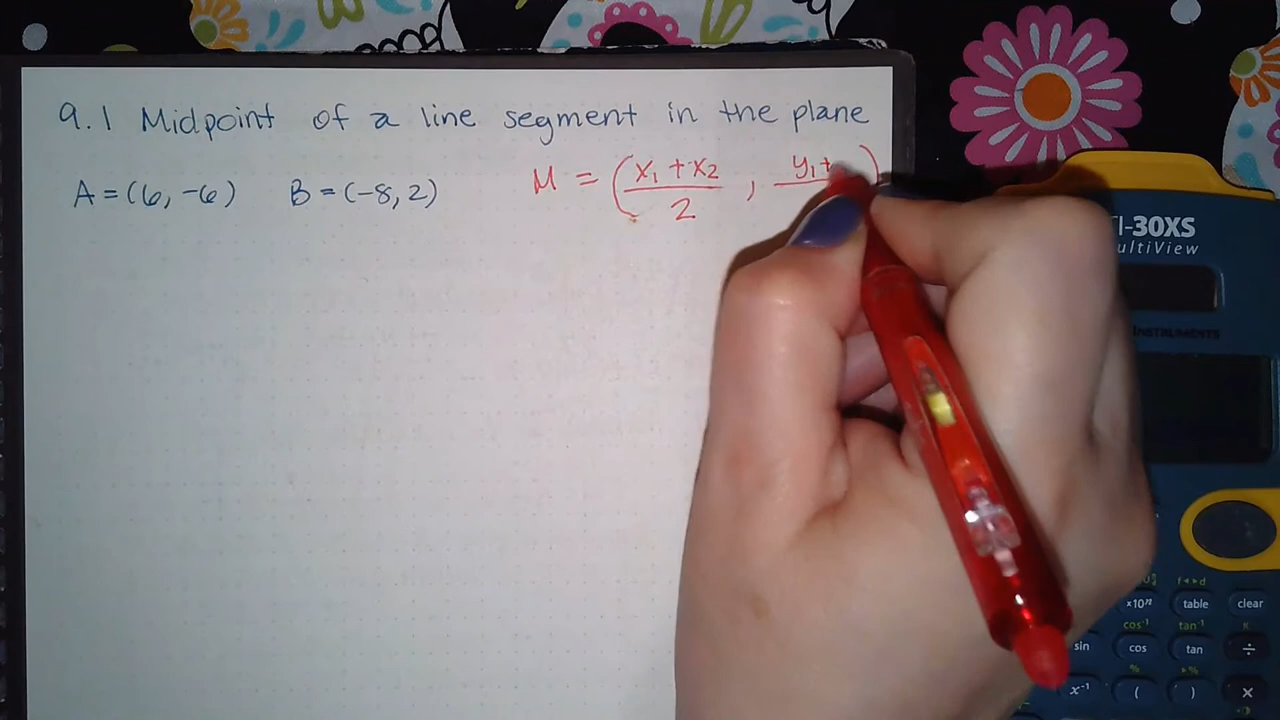 9.1 Midpoint of a line segment in the plane
A=(6,-6) B=(-8,2) M = (x₁+x₂/2, y₁+)
TI-30XS
MultiView
INSTRUMENTS
x10ⁿ table clear
cos⁻¹ tan⁻¹
sin cos tan ÷
x⁻¹ ( ) ×